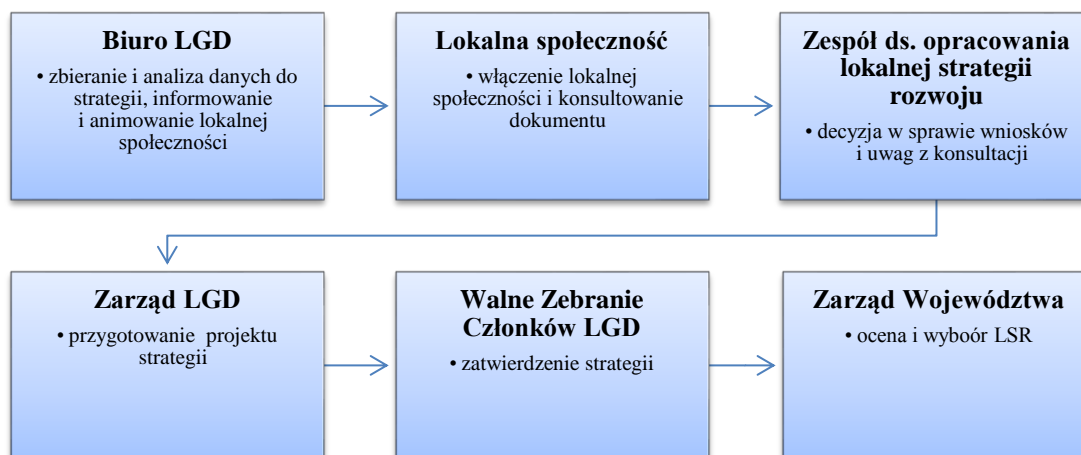 Biuro LGD
• zbieranie i analiza danych do
strategii, informowanie
i animowanie lokalnej
społeczności
Lokalna społeczność
• włączenie lokalnej
społeczności i konsultowanie
dokumentu
Zespół ds. opracowania
lokalnej strategii
rozwoju
• decyzja w sprawie wniosków
i uwag z konsultacji
Zarząd LGD
• przygotowanie projektu
strategii
Walne Zebranie
Członków LGD
• zatwierdzenie strategii
Zarząd Województwa
• ocena i wyboór LSR